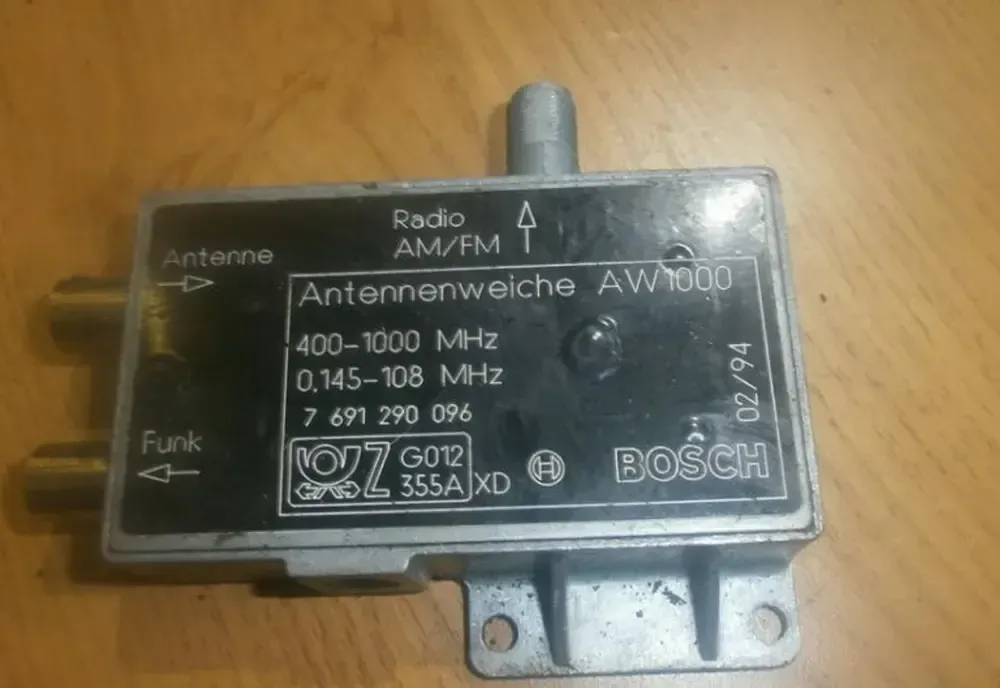 Radio
AM/FM
Antenne
Antennenweiche AW1000
400-1000 MHz
0,145-108 MHz
7 691 290 096
02/94
Funk
Z G012
355A XD
BOSCH